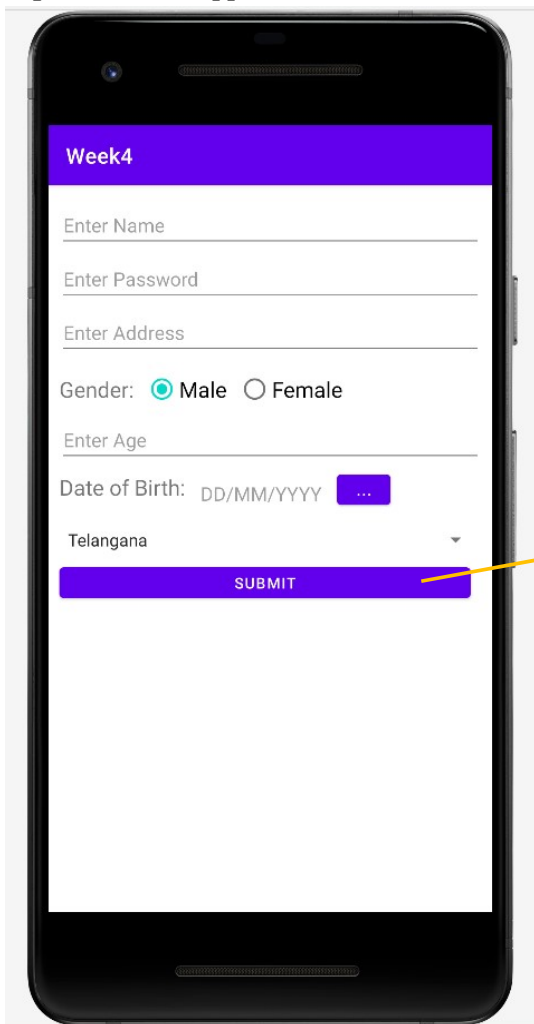 Week4
Enter Name
Enter Password
Enter Address
Gender: Male Female
Enter Age
Date of Birth: DD/MM/YYYY ...
Telangana
SUBMIT